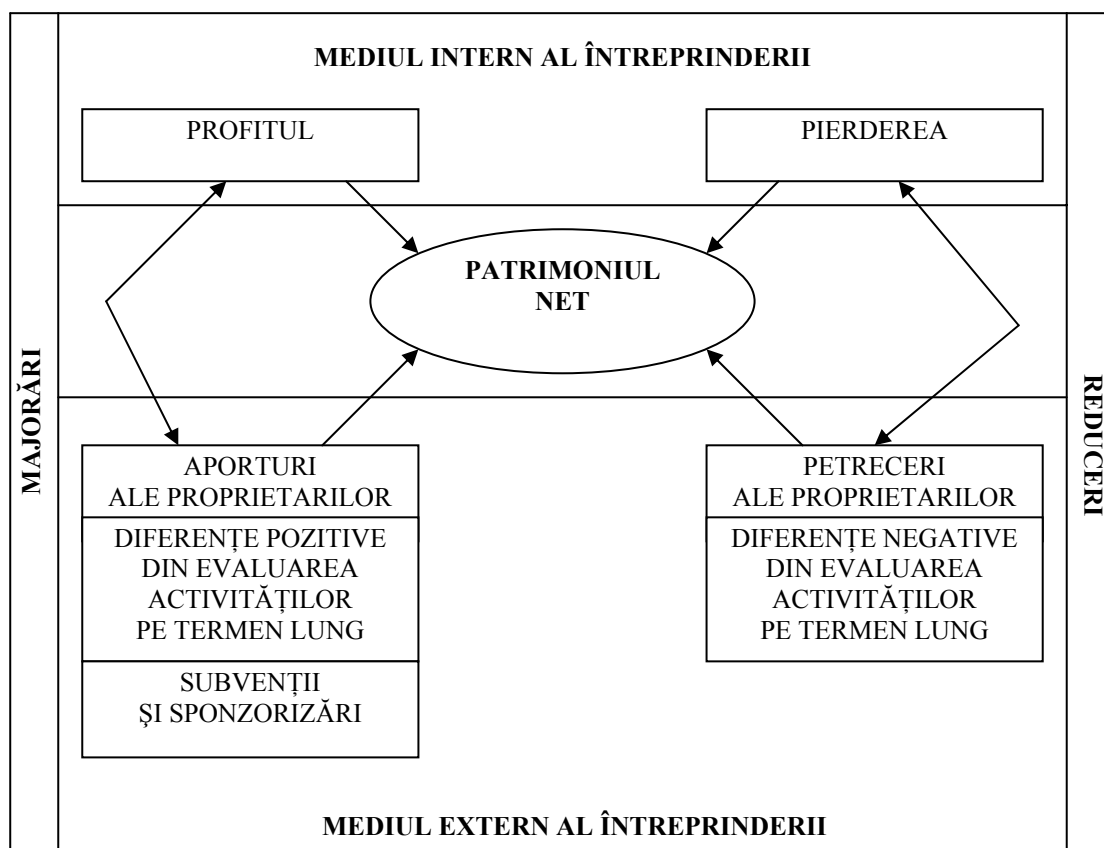 MEDIUL INTERN AL ÎNTREPRINDERII
PROFITUL
PIERDEREA
PATRIMONIUL
NET
MAJORĂRI
REDUCERI
APORTURI
ALE PROPRIETARILOR
DIFERENȚE POZITIVE
DIN EVALUAREA
ACTIVITĂȚILOR
PE TERMEN LUNG
SUBVENȚII
ŞI SPONZORIZĂRI
PETRECERI
ALE PROPRIETARILOR
DIFERENȚE NEGATIVE
DIN EVALUAREA
ACTIVITĂȚILOR
PE TERMEN LUNG
MEDIUL EXTERN AL ÎNTREPRINDERII